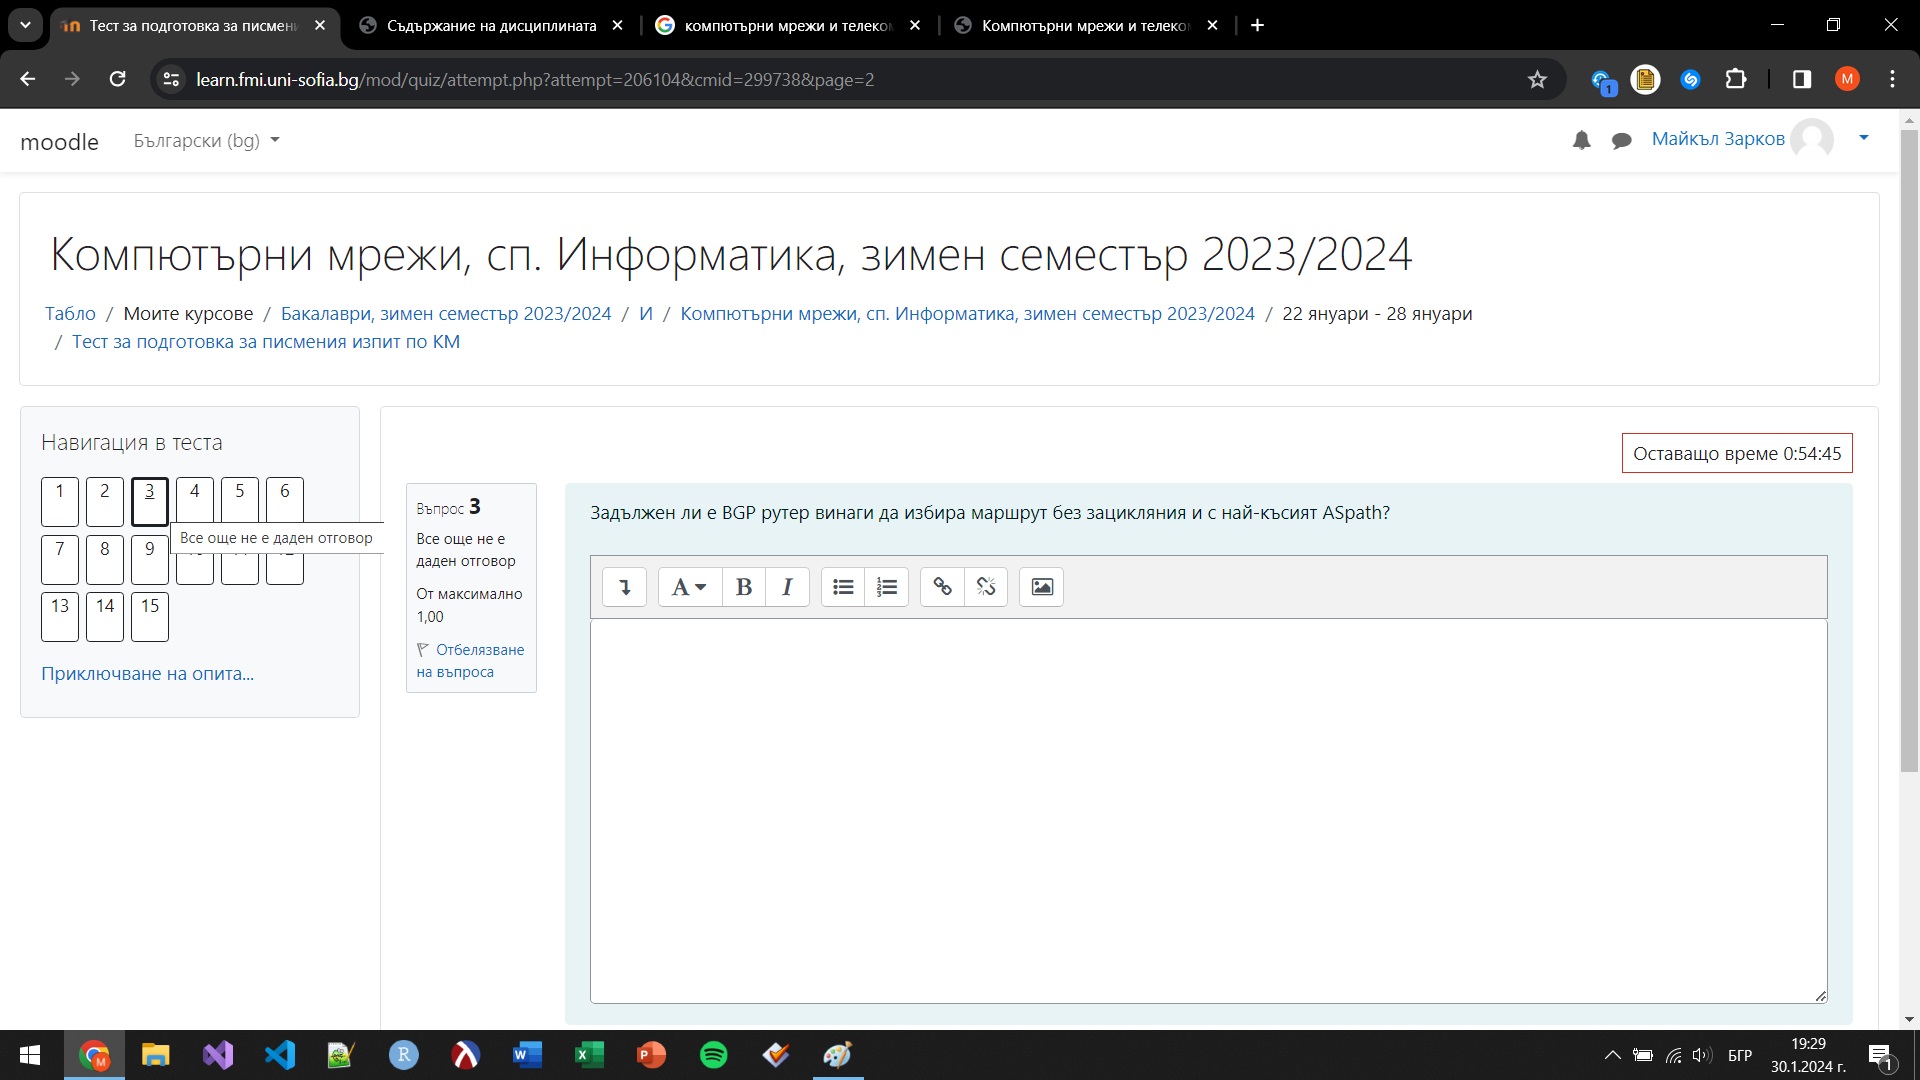 Тест за подготовка за писмен
Съдържание на дисциплината
компютърни мрежи и телеко
Компютърни мрежи и телеко
learn.fmi.uni-sofia.bg/mod/quiz/attempt.php?attempt=206104&cmid=299738&page=2
1
M
moodle
Български (bg)
Майкъл Зарков
Компютърни мрежи, сп. Информатика, зимен семестър 2023/2024
Табло / Моите курсове / Бакалаври, зимен семестър 2023/2024 / И / Компютърни мрежи, сп. Информатика, зимен семестър 2023/2024 / 22 януари - 28 януари
/ Тест за подготовка за писмения изпит по КМ
Навигация в теста
1 2 3 4 5 6
Все още не е даден отговор
7 8 9
13 14 15
Приключване на опита...
Оставащо време 0:54:45
Въпрос 3
Все още не е
даден отговор
От максимално
1,00
Отбелязване
на въпроса
Задължен ли е BGP рутер винаги да избира маршрут без зацикляния и с най-късият ASpath?
A B I
БГР
19:29
30.1.2024 г.
1